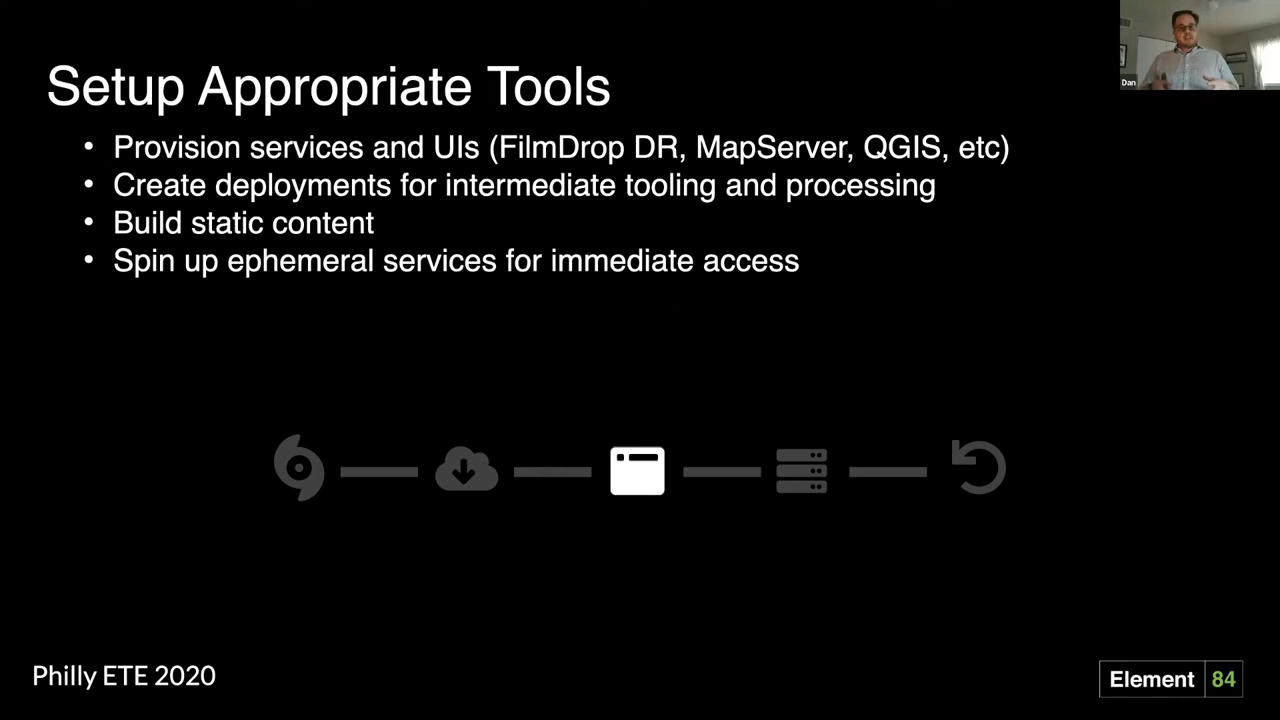 Setup Appropriate Tools
• Provision services and UIs (FilmDrop DR, MapServer, QGIS, etc)
• Create deployments for intermediate tooling and processing
• Build static content
• Spin up ephemeral services for immediate access
Dan
Philly ETE 2020
Element 84